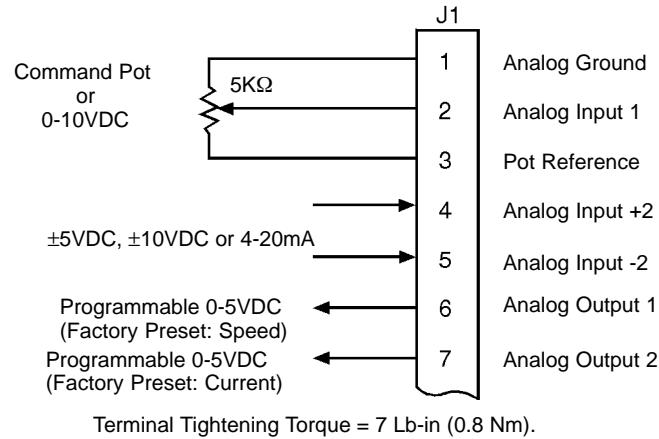 J1
Command Pot
or
0-10VDC
5KΩ
1 Analog Ground
2 Analog Input 1
3 Pot Reference
4 Analog Input +2
±5VDC, ±10VDC or 4-20mA
5 Analog Input -2
Programmable 0-5VDC
(Factory Preset: Speed)
6 Analog Output 1
Programmable 0-5VDC
(Factory Preset: Current)
7 Analog Output 2
Terminal Tightening Torque = 7 Lb-in (0.8 Nm).